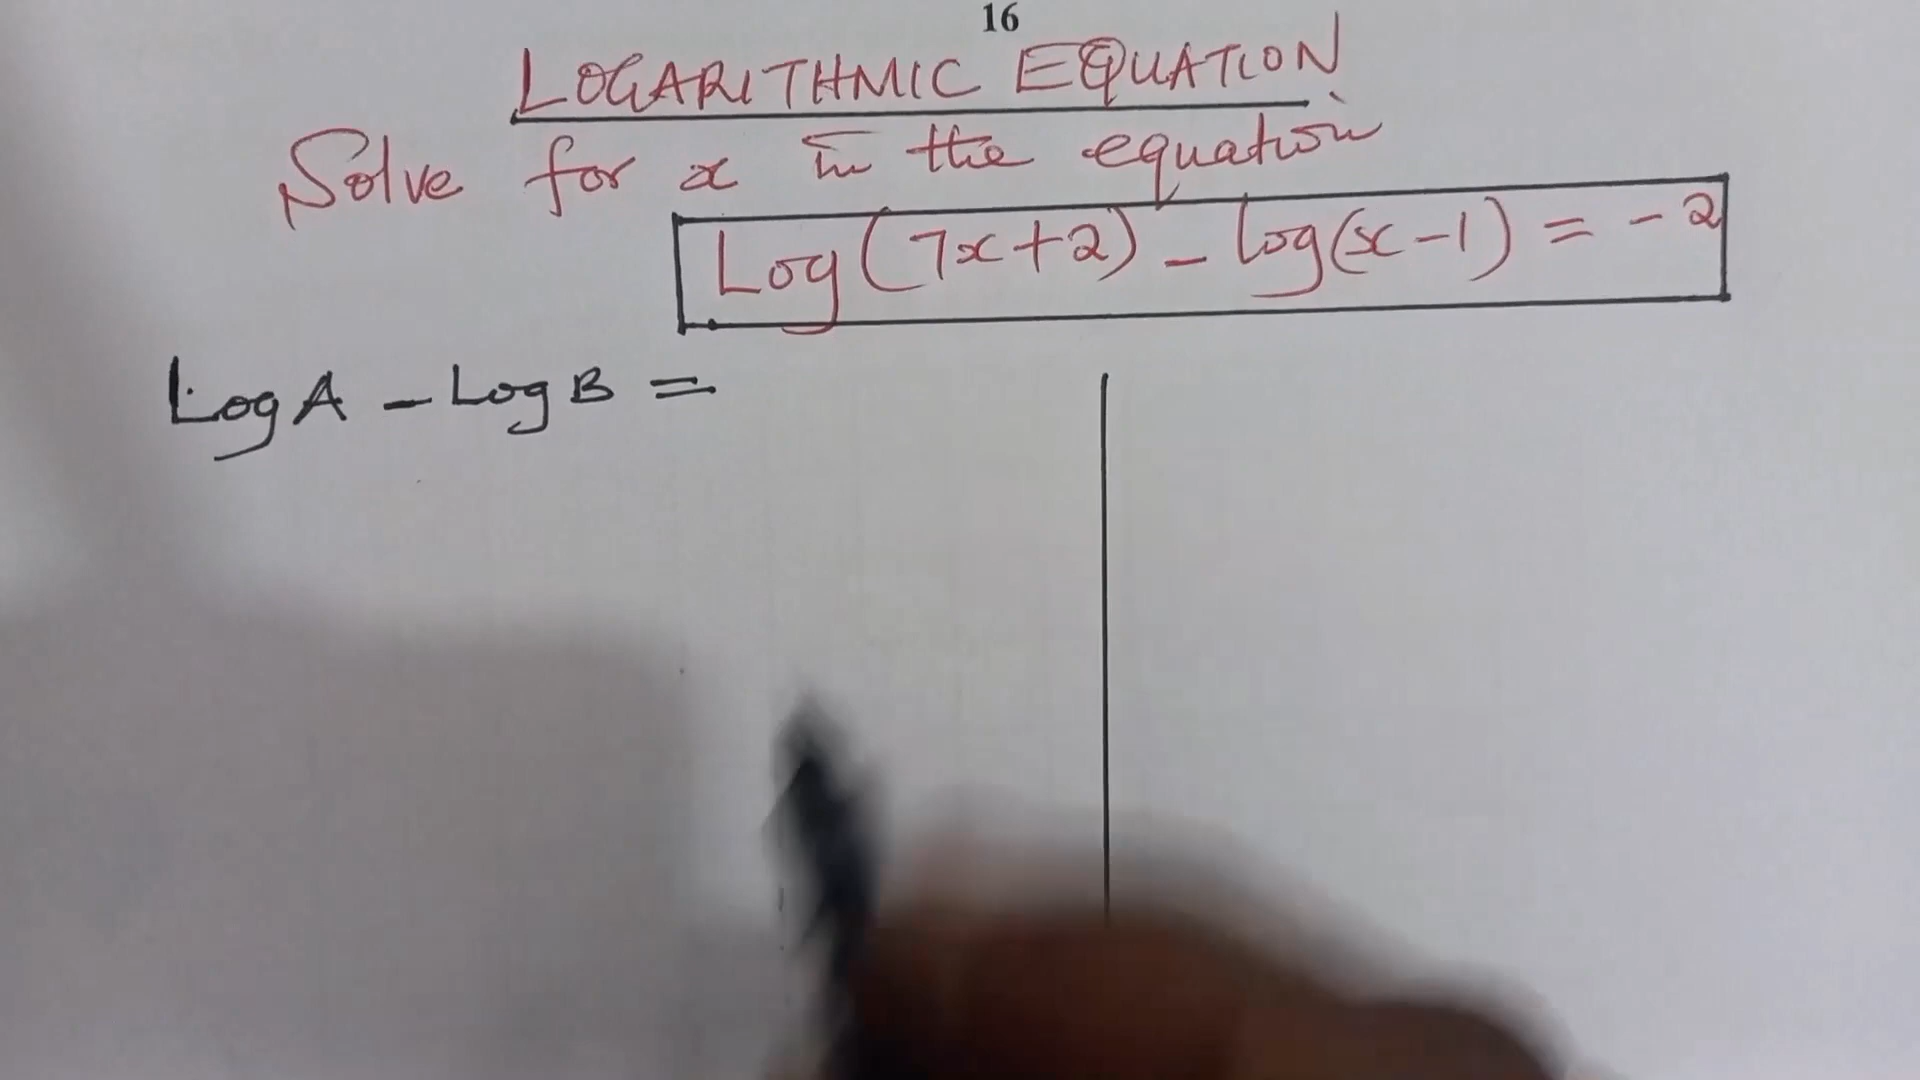 16
LOGARITHMIC EQUATION
Solve for x in the equation
Log(7x+2) - log(x-1) = -2
Log A - Log B =